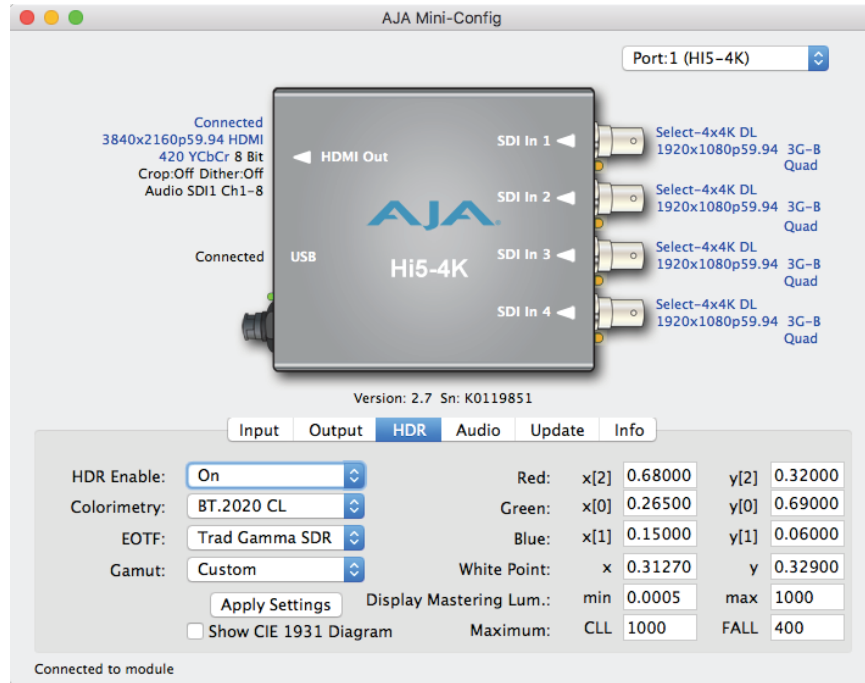 AJA Mini-Config
Port:1 (HI5-4K)
Connected
3840x2160p59.94 HDMI
420 YCbCr 8 Bit
Crop:Off Dither:Off
Audio SDI1 Ch1-8
HDMI Out
Connected
USB
AJA
Hi5-4K
SDI In 1
SDI In 2
SDI In 3
SDI In 4
Select-4x4K DL
1920x1080p59.94 3G-B
Quad
Select-4x4K DL
1920x1080p59.94 3G-B
Quad
Select-4x4K DL
1920x1080p59.94 3G-B
Quad
Select-4x4K DL
1920x1080p59.94 3G-B
Quad
Version: 2.7 Sn: K0119851
Input Output HDR Audio Update Info
HDR Enable: On Red: x[2] 0.68000 y[2] 0.32000
Colorimetry: BT.2020 CL Green: x[0] 0.26500 y[0] 0.69000
EOTF: Trad Gamma SDR Blue: x[1] 0.15000 y[1] 0.06000
Gamut: Custom White Point: x 0.31270 y 0.32900
Apply Settings Display Mastering Lum.: min 0.0005 max 1000
Show CIE 1931 Diagram Maximum: CLL 1000 FALL 400
Connected to module